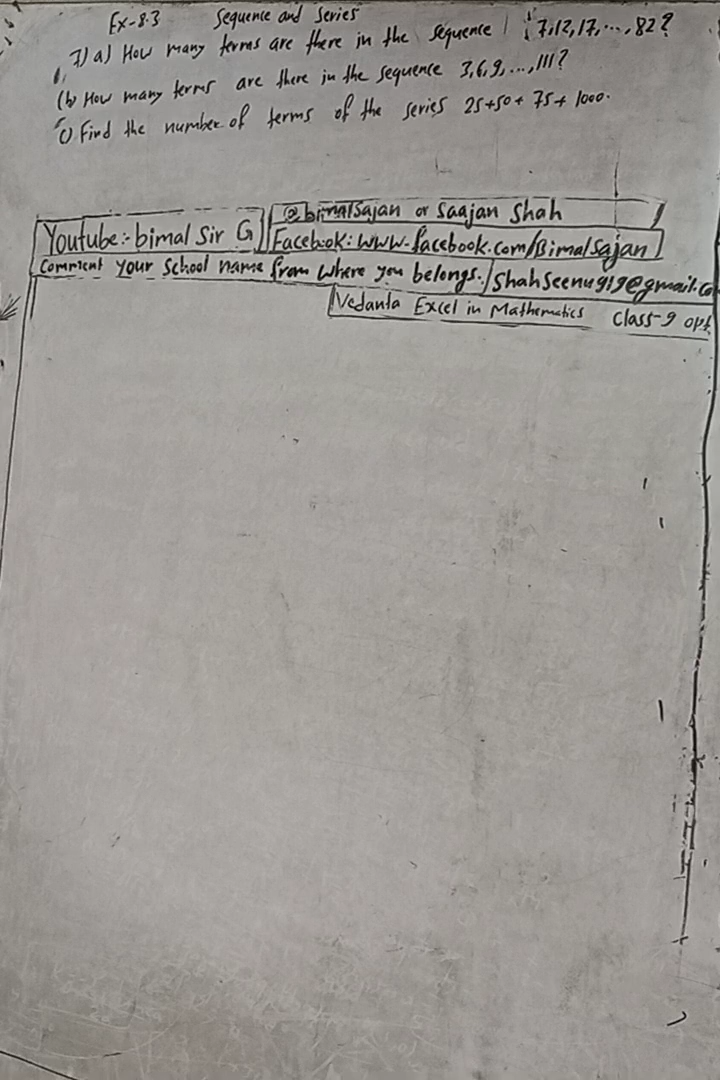 Ex-8.3 Sequence and Series
7) a) How many terms are there in the sequence 7,12,17,...,82?
(b) How many terms are there in the sequence 3,6,9,...,111?
c) Find the number of terms of the series 25+50+75+1000.
@bimalsajan or Saajan Shah
Youtube:-bimal Sir G
Facebook: www.facebook.com/Bimalsajan
Comment your School name from where you belongs./Shahseenu919@gmail.co
Vedanta Excel in Mathematics Class-9 opt